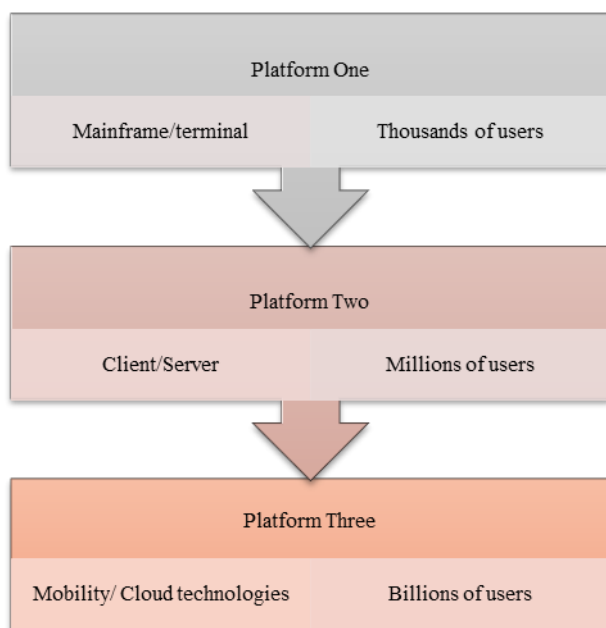 Platform One
Mainframe/terminal
Thousands of users
Platform Two
Client/Server
Millions of users
Platform Three
Mobility/ Cloud technologies
Billions of users